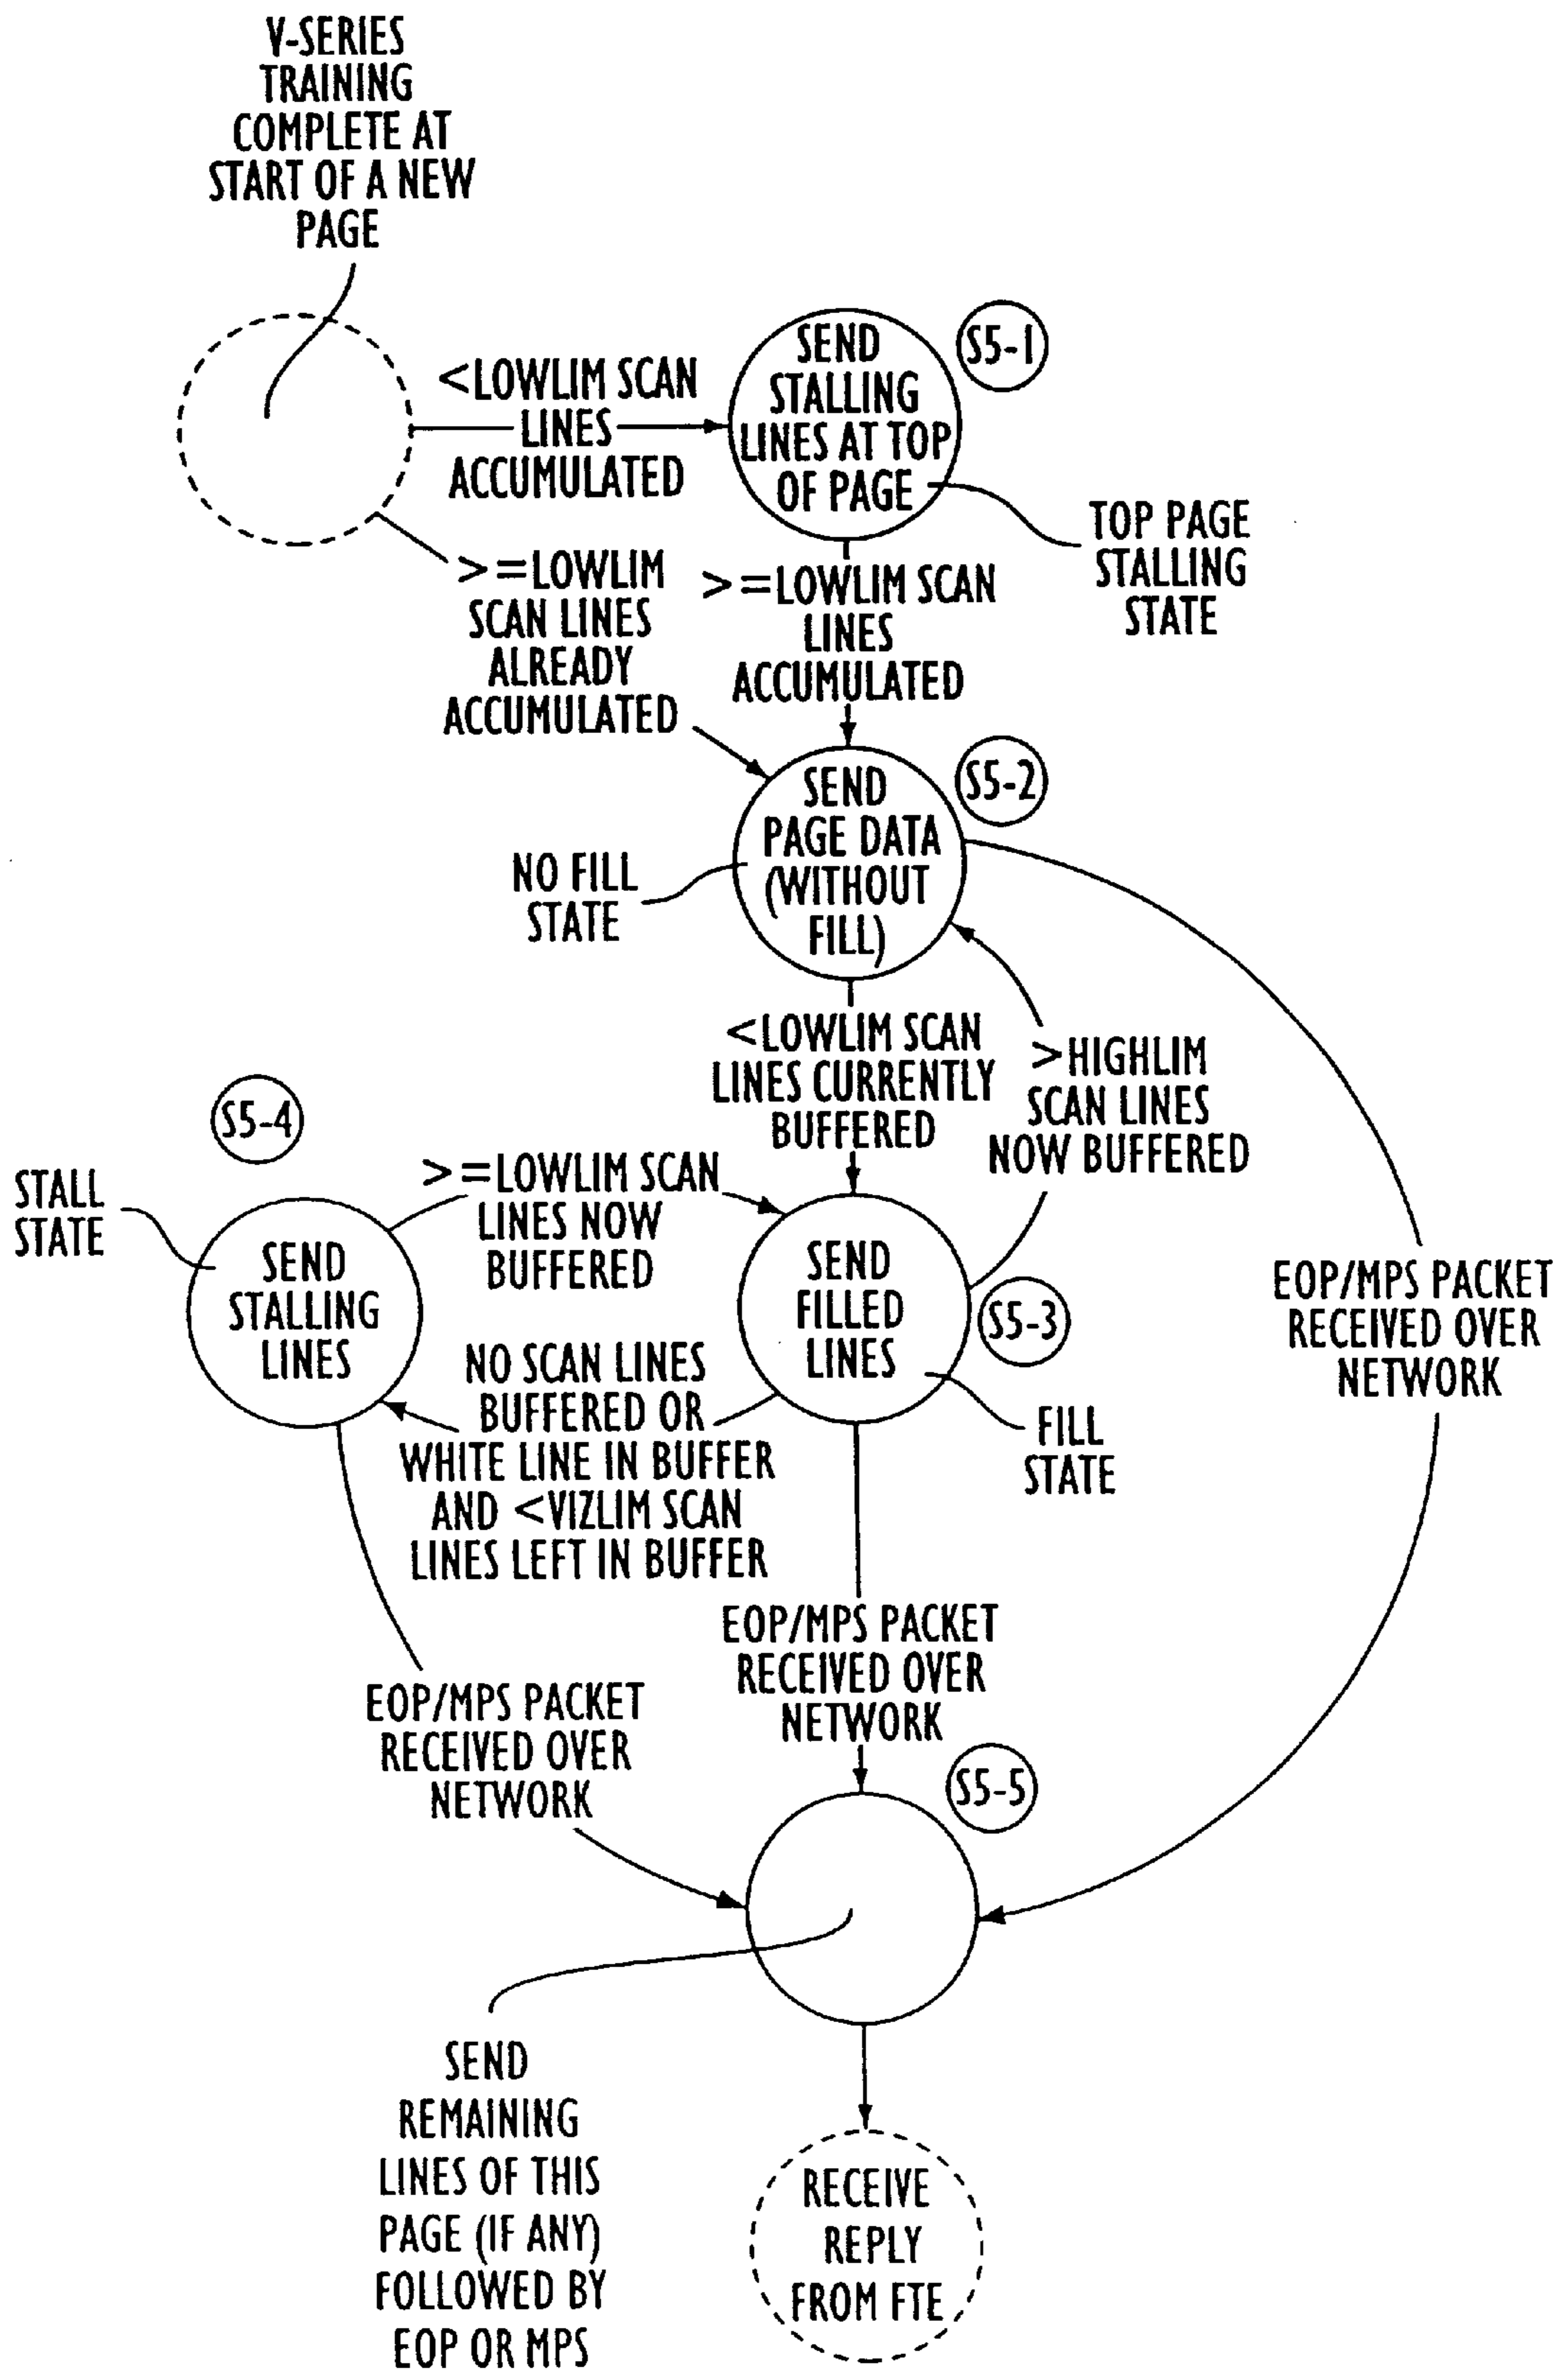 V-SERIES
TRAINING
COMPLETE AT
START OF A NEW
PAGE
<LOWLIM SCAN
LINES
ACCUMULATED
SEND
STALLING
LINES AT TOP
OF PAGE
S5-1
TOP PAGE
STALLING
STATE
>=LOWLIM
SCAN LINES
ALREADY
ACCUMULATED
>=LOWLIM SCAN
LINES
ACCUMULATED
SEND
PAGE DATA
(WITHOUT
FILL)
S5-2
NO FILL
STATE
<LOWLIM SCAN
LINES CURRENTLY
BUFFERED
>HIGHLIM
SCAN LINES
NOW BUFFERED
S5-4
STALL
STATE
SEND
STALLING
LINES
>=LOWLIM SCAN
LINES NOW
BUFFERED
SEND
FILLED
LINES
S5-3
FILL
STATE
NO SCAN LINES
BUFFERED OR
WHITE LINE IN BUFFER
AND <VIZLIM SCAN
LINES LEFT IN BUFFER
EOP/MPS PACKET
RECEIVED OVER
NETWORK
EOP/MPS PACKET
RECEIVED OVER
NETWORK
EOP/MPS PACKET
RECEIVED OVER
NETWORK
S5-5
SEND
REMAINING
LINES OF THIS
PAGE (IF ANY)
FOLLOWED BY
EOP OR MPS
RECEIVE
REPLY
FROM FTE